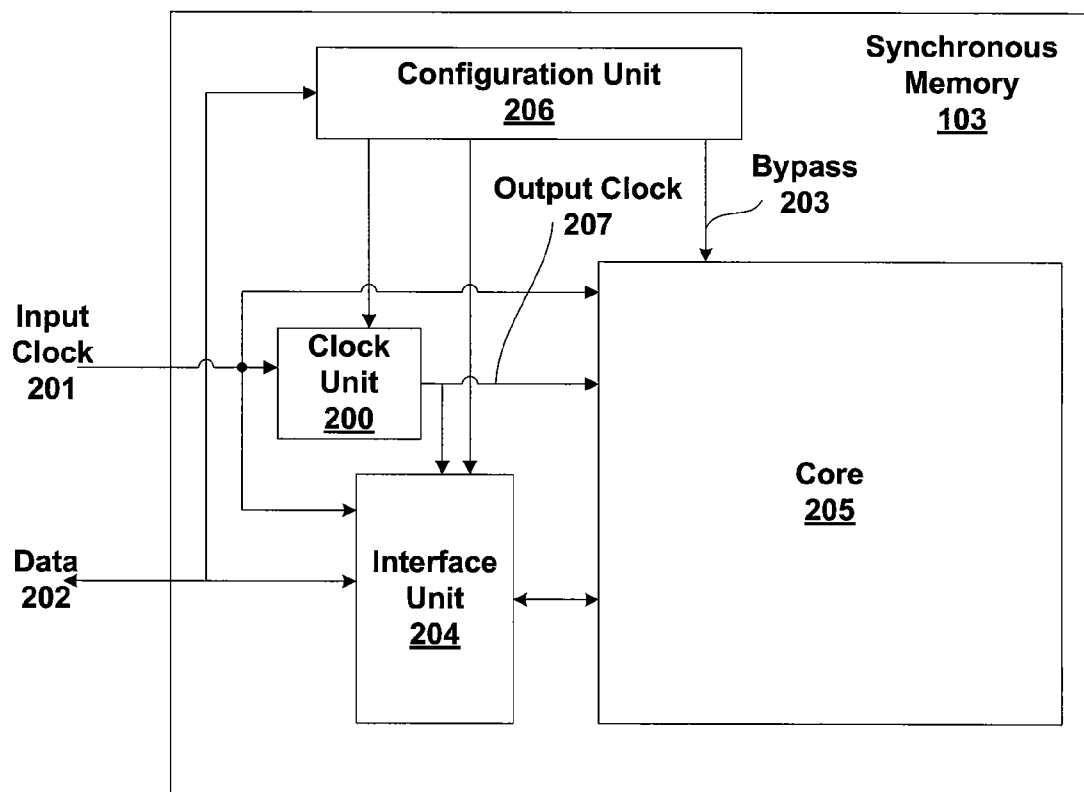 Synchronous
Memory
103
Configuration Unit
206
Bypass
203
Output Clock
207
Input
Clock
201
Clock
Unit
200
Core
205
Data
202
Interface
Unit
204